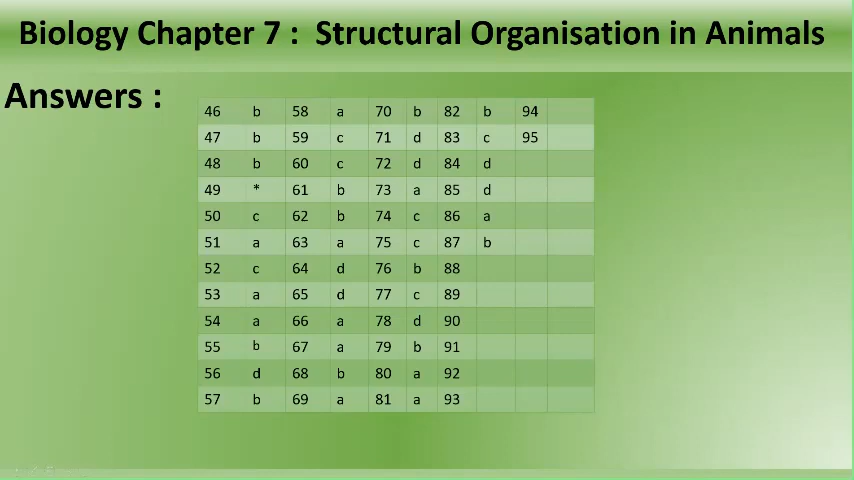 Biology Chapter 7 : Structural Organisation in Animals
Answers :
46 b 58 a 70 b 82 b 94
47 b 59 c 71 d 83 c 95
48 b 60 c 72 d 84 d
49 * 61 b 73 a 85 d
50 c 62 b 74 c 86 a
51 a 63 a 75 c 87 b
52 c 64 d 76 b 88
53 a 65 d 77 c 89
54 a 66 a 78 d 90
55 b 67 a 79 b 91
56 d 68 b 80 a 92
57 b 69 a 81 a 93